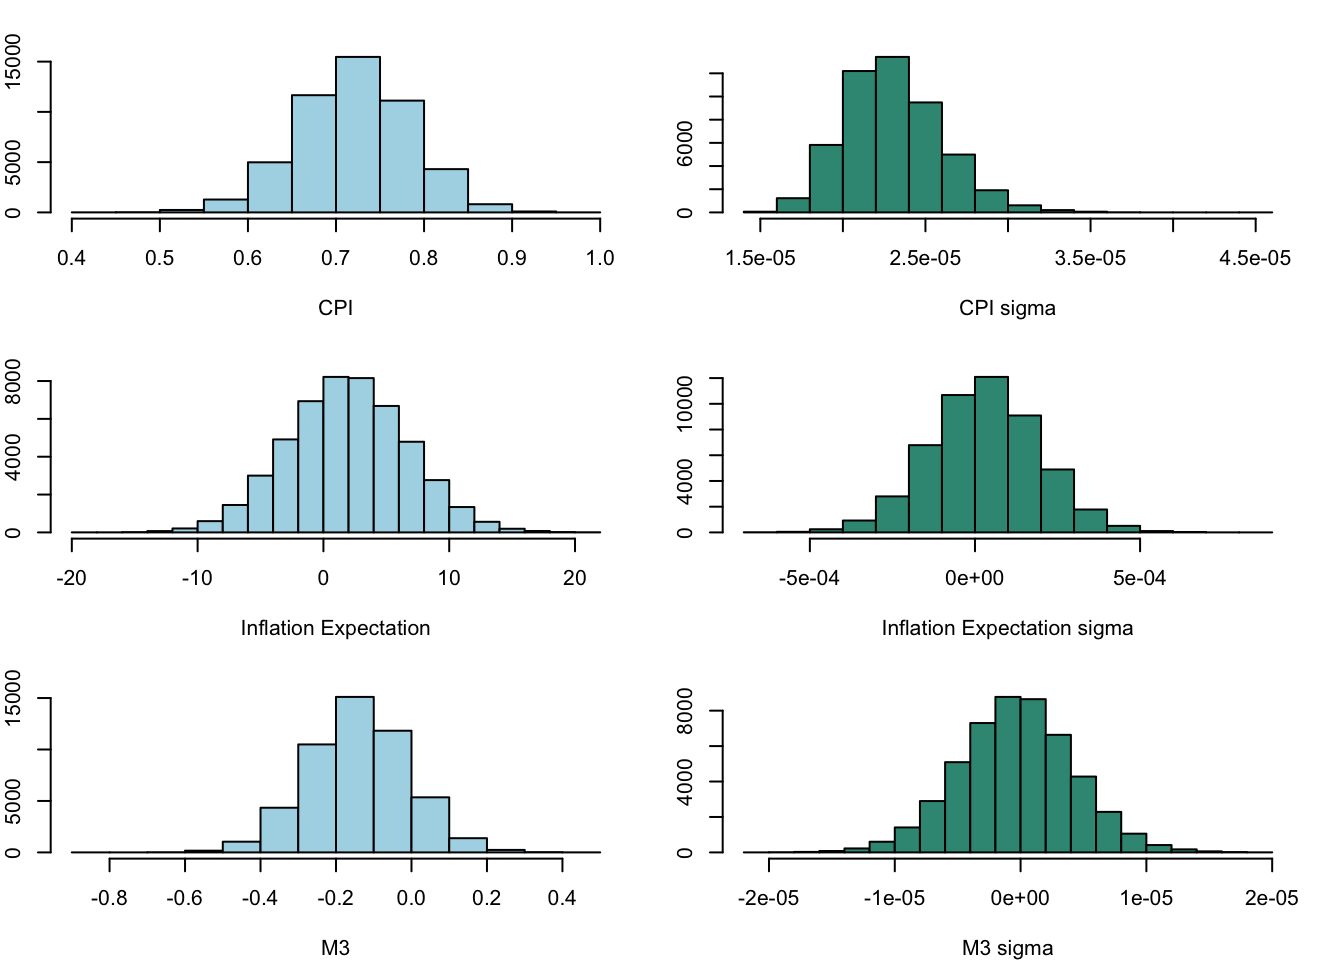 15000
5000
0
0.4 0.5 0.6 0.7 0.8 0.9 1.0
CPI
6000
0
1.5e-05 2.5e-05 3.5e-05 4.5e-05
CPI sigma
8000
4000
0
-20 -10 0 10 20
Inflation Expectation
10000
4000
0
-5e-04 0e+00 5e-04
Inflation Expectation sigma
15000
5000
0
-0.8 -0.6 -0.4 -0.2 0.0 0.2 0.4
M3
8000
4000
0
-2e-05 -1e-05 0e+00 1e-05 2e-05
M3 sigma